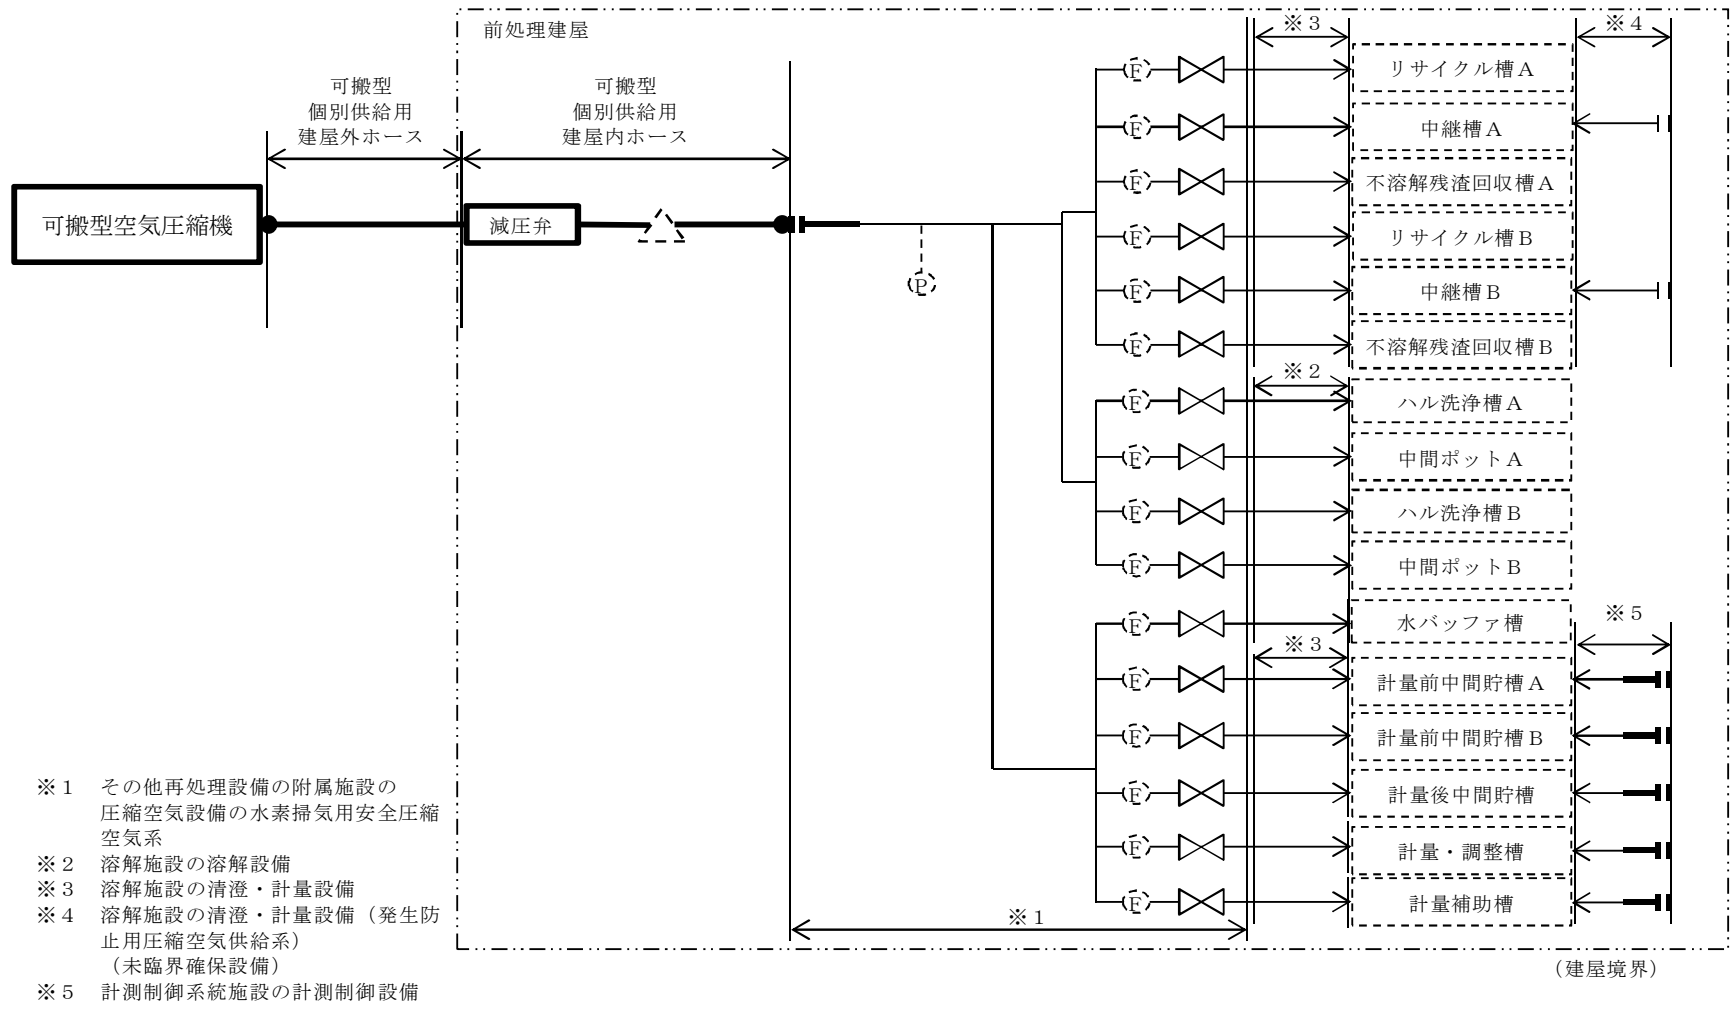 前処理建屋
※３
※４
可搬型
個別供給用
建屋外ホース
可搬型
個別供給用
建屋内ホース
可搬型空気圧縮機
減圧弁
P
F
リサイクル槽A
F
中継槽A
F
不溶解残渣回収槽A
F
リサイクル槽B
F
中継槽B
F
不溶解残渣回収槽B
※２
F
ハル洗浄槽A
F
中間ポットA
F
ハル洗浄槽B
F
中間ポットB
F
水バッファ槽
※５
※３
F
計量前中間貯槽A
F
計量前中間貯槽B
F
計量後中間貯槽
F
計量・調整槽
F
計量補助槽
※１
（建屋境界）
※１　その他再処理設備の附属施設の
圧縮空気設備の水素掃気用安全圧縮
空気系
※２　溶解施設の溶解設備
※３　溶解施設の清澄・計量設備
※４　溶解施設の清澄・計量設備（発生防
止用圧縮空気供給系）
（未臨界確保設備）
※５　計測制御系統施設の計測制御設備